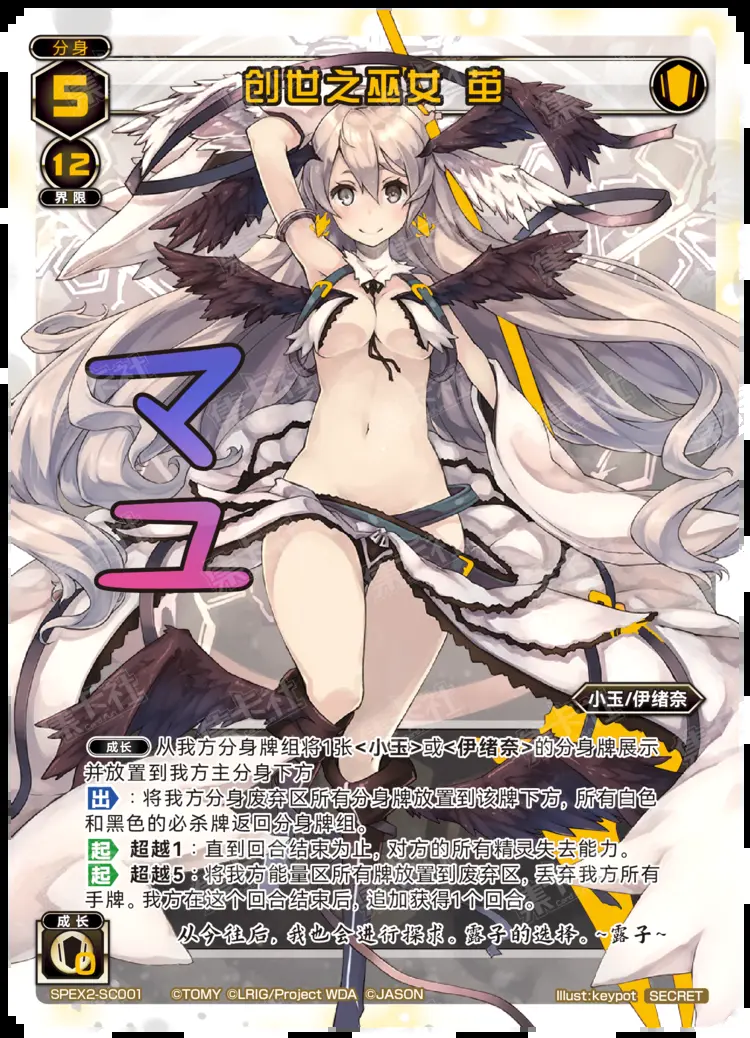 分身
5
创世之巫女 茧
12
界限
マユ
小玉/伊绪奈
成长 从我方分身牌组将1张<小玉>或<伊绪奈>的分身牌展示
并放置到我方主分身下方
出：将我方分身废弃区所有分身牌放置到该牌下方，所有白色
和黑色的必杀牌返回分身牌组。
起 超越1：直到回合结束为止，对方的所有精灵失去能力。
起 超越5：将我方能量区所有牌放置到废弃区，丢弃我方所有
手牌。我方在这个回合结束后，追加获得1个回合。
从今往后，我也会进行探求。露子的选择。~露子~
成长
0
SPEX2-SC001 ©TOMY ©LRIG/Project WDA ©JASON Illust:keypot SECRET
集卡社